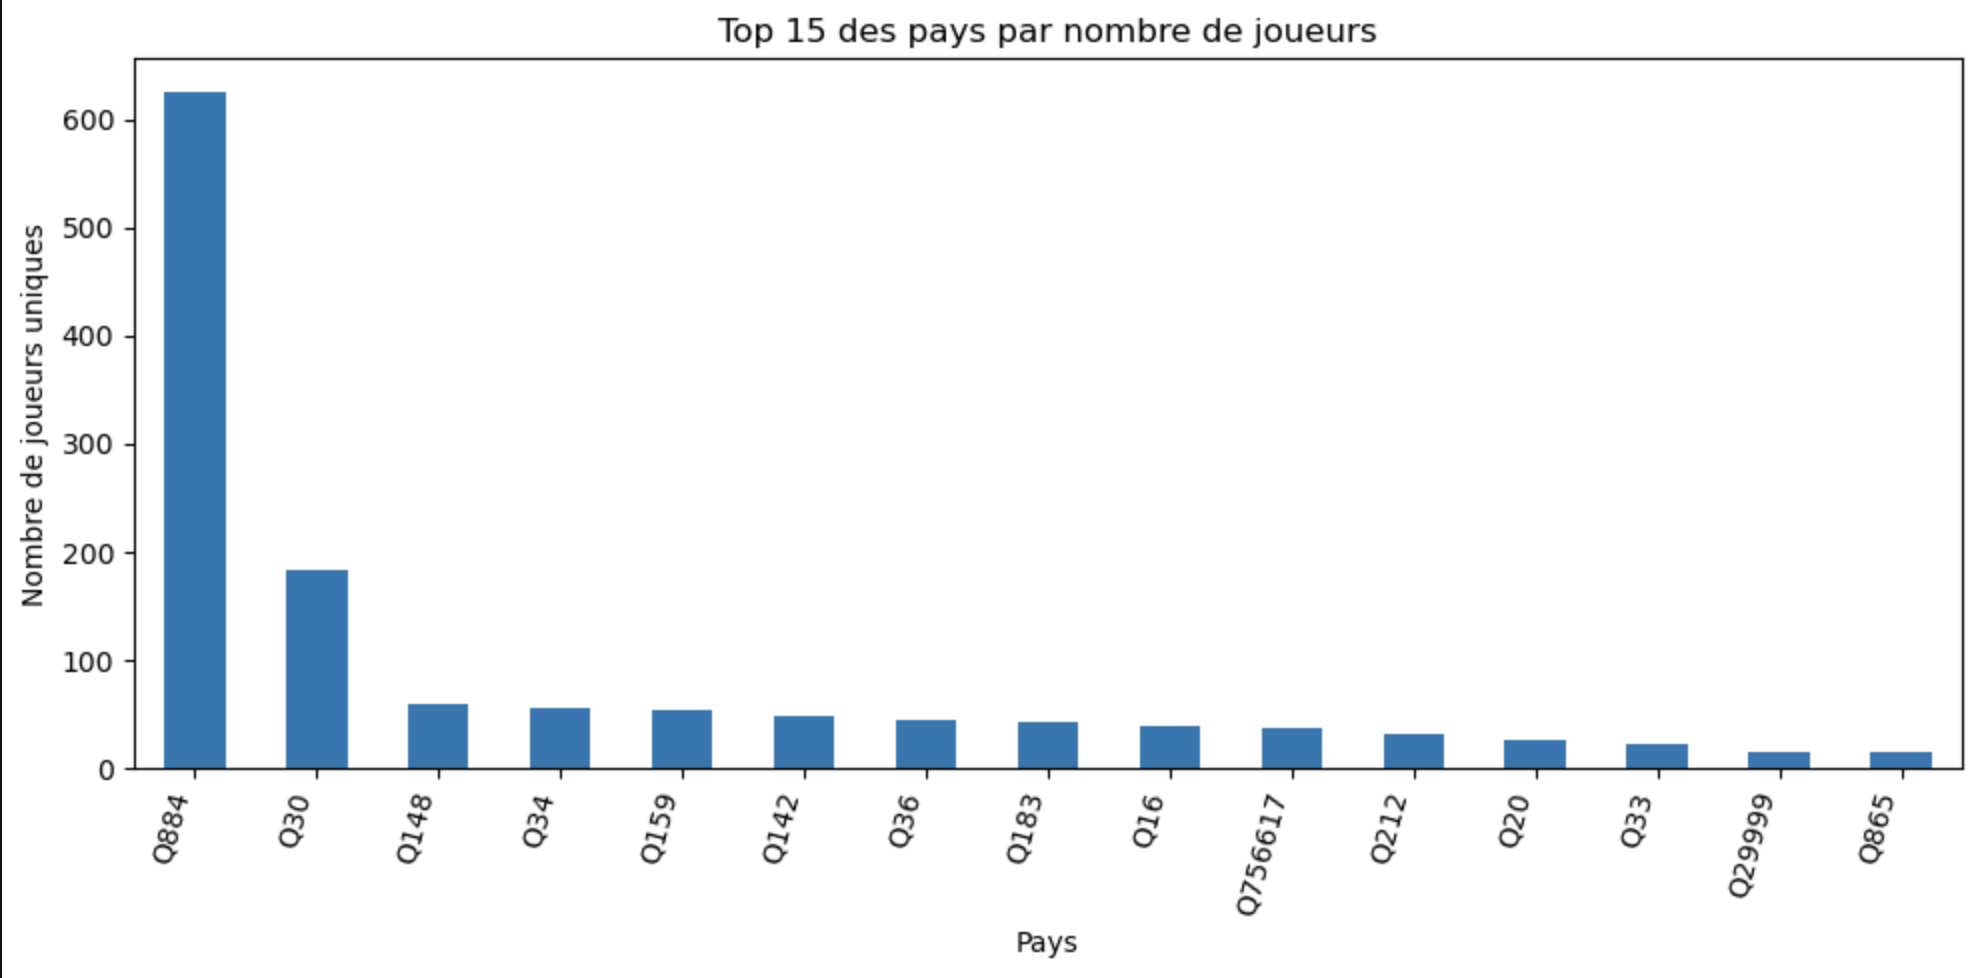 Top 15 des pays par nombre de joueurs
Nombre de joueurs uniques
600
500
400
300
200
100
0
Q884
Q30
Q148
Q34
Q159
Q142
Q36
Q183
Q16
Q756617
Q212
Q20
Q33
Q29999
Q865
Pays